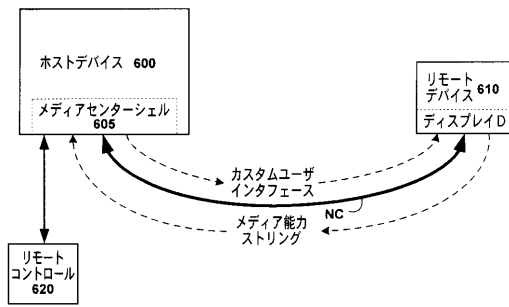 ホストデバイス 600
メディアセンターシェル
605
リモート
デバイス 610
ディスプレイD
カスタムユーザ
インタフェース
NC
メディア能力
ストリング
リモート
コントロール
620